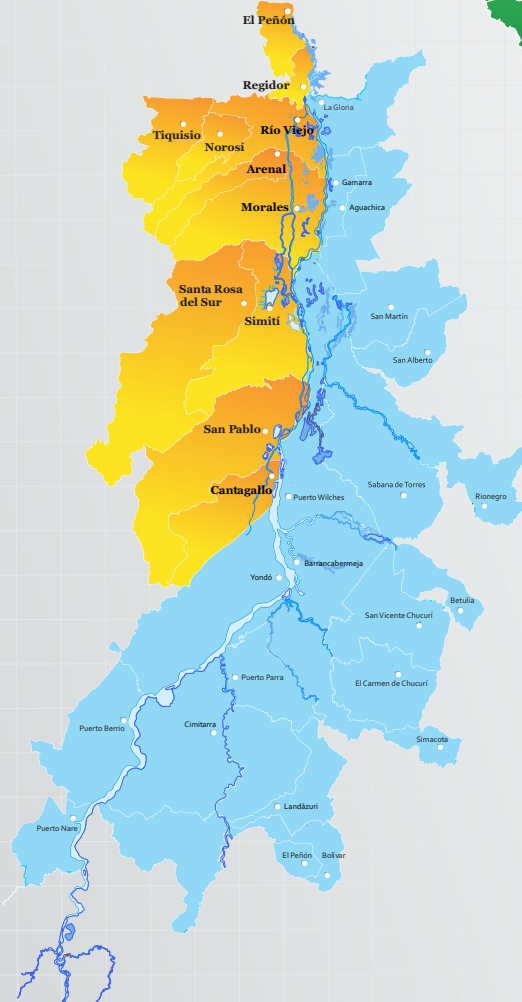 El Peñón
Regidor
La Gloria
Tiquisio
Río Viejo
Norosí
Arenal
Gamarra
Morales
Aguachica
Santa Rosa
del Sur
Simití
San Martín
San Alberto
San Pablo
Cantagallo
Puerto Wilches
Sabana de Torres
Rionegro
Barrancabermeja
Yondó
Betulia
San Vicente Chucurí
Puerto Parra
El Carmen de Chucurí
Puerto Berrio
Cimitarra
Simacota
Landázuri
Puerto Nare
El Peñón
Bolívar